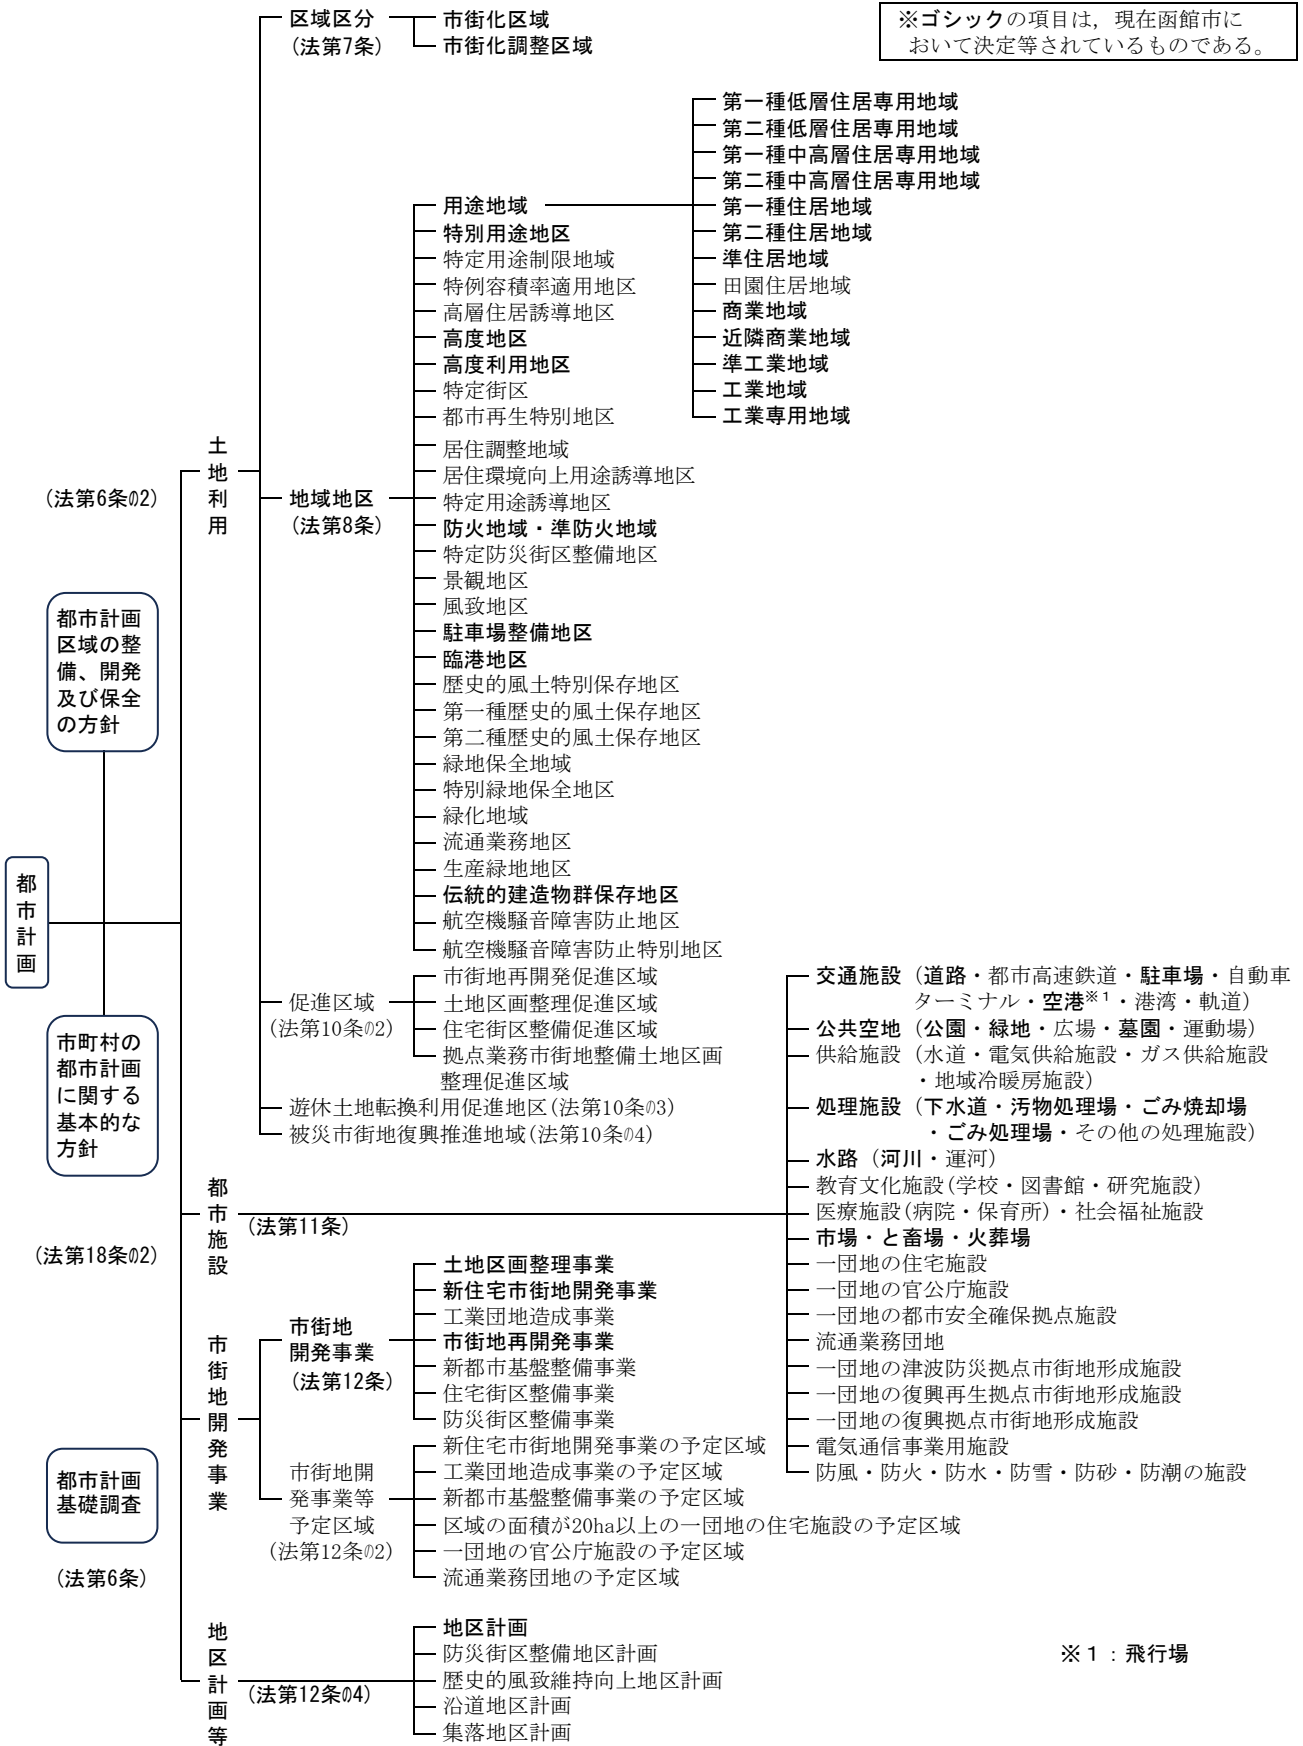 ※ゴシックの項目は，現在函館市に
おいて決定等されているものである。
都市計画
都市計画
区域の整
備、開発
及び保全
の方針
(法第6条の2)
市町村の
都市計画
に関する
基本的な
方針
(法第18条の2)
都市計画
基礎調査
(法第6条)
土地利用
区域区分
(法第7条)
市街化区域
市街化調整区域
地域地区
(法第8条)
用途地域
第一種低層住居専用地域
第二種低層住居専用地域
第一種中高層住居専用地域
第二種中高層住居専用地域
第一種住居地域
第二種住居地域
準住居地域
田園住居地域
商業地域
近隣商業地域
準工業地域
工業地域
工業専用地域
特別用途地区
特定用途制限地域
特例容積率適用地区
高層住居誘導地区
高度地区
高度利用地区
特定街区
都市再生特別地区
居住調整地域
居住環境向上用途誘導地区
特定用途誘導地区
防火地域・準防火地域
特定防災街区整備地区
景観地区
風致地区
駐車場整備地区
臨港地区
歴史的風土特別保存地区
第一種歴史的風土保存地区
第二種歴史的風土保存地区
緑地保全地域
特別緑地保全地区
緑化地域
流通業務地区
生産緑地地区
伝統的建造物群保存地区
航空機騒音障害防止地区
航空機騒音障害防止特別地区
促進区域
(法第10条の2)
市街地再開発促進区域
土地区画整理促進区域
住宅街区整備促進区域
拠点業務市街地整備土地区画
整理促進区域
遊休土地転換利用促進地区(法第10条の3)
被災市街地復興推進地域(法第10条の4)
都市施設
(法第11条)
交通施設（道路・都市高速鉄道・駐車場・自動車
ターミナル・空港※1・港湾・軌道）
公共空地（公園・緑地・広場・墓園・運動場）
供給施設（水道・電気供給施設・ガス供給施設
・地域冷暖房施設）
処理施設（下水道・汚物処理場・ごみ焼却場
・ごみ処理場・その他の処理施設）
水路（河川・運河）
教育文化施設(学校・図書館・研究施設)
医療施設(病院・保育所)・社会福祉施設
市場・と畜場・火葬場
一団地の住宅施設
一団地の官公庁施設
一団地の都市安全確保拠点施設
流通業務団地
一団地の津波防災拠点市街地形成施設
一団地の復興再生拠点市街地形成施設
一団地の復興拠点市街地形成施設
電気通信事業用施設
防風・防火・防水・防雪・防砂・防潮の施設
市街地開発事業
市街地
開発事業
(法第12条)
土地区画整理事業
新住宅市街地開発事業
工業団地造成事業
市街地再開発事業
新都市基盤整備事業
住宅街区整備事業
防災街区整備事業
市街地開
発事業等
予定区域
(法第12条の2)
新住宅市街地開発事業の予定区域
工業団地造成事業の予定区域
新都市基盤整備事業の予定区域
区域の面積が20ha以上の一団地の住宅施設の予定区域
一団地の官公庁施設の予定区域
流通業務団地の予定区域
地区計画等
(法第12条の4)
地区計画
防災街区整備地区計画
歴史的風致維持向上地区計画
沿道地区計画
集落地区計画
※１：飛行場